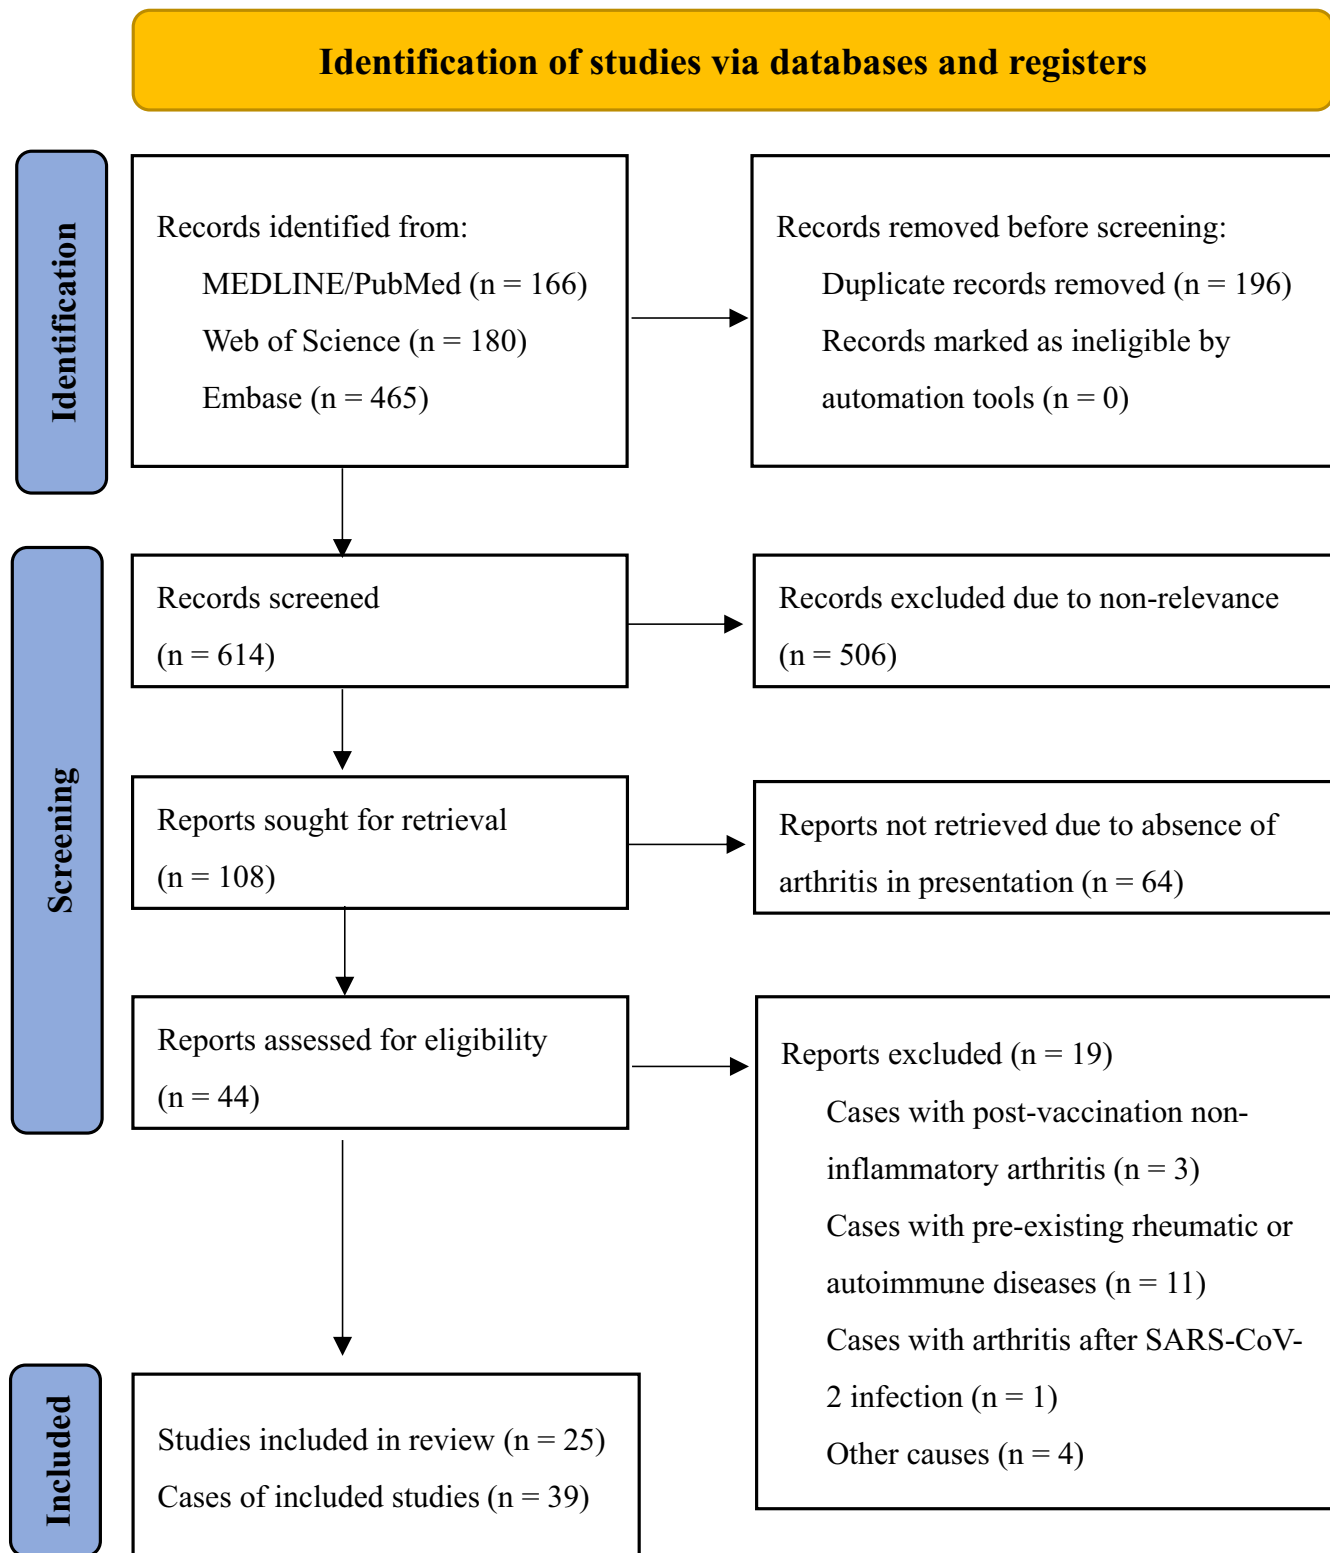 Identification of studies via databases and registers
Identification
Records identified from:
MEDLINE/PubMed (n = 166)
Web of Science (n = 180)
Embase (n = 465)
Records removed before screening:
Duplicate records removed (n = 196)
Records marked as ineligible by
automation tools (n = 0)
Screening
Records screened
(n = 614)
Records excluded due to non-relevance
(n = 506)
Reports sought for retrieval
(n = 108)
Reports not retrieved due to absence of
arthritis in presentation (n = 64)
Reports assessed for eligibility
(n = 44)
Reports excluded (n = 19)
Cases with post-vaccination non-
inflammatory arthritis (n = 3)
Cases with pre-existing rheumatic or
autoimmune diseases (n = 11)
Cases with arthritis after SARS-CoV-
2 infection (n = 1)
Other causes (n = 4)
Included
Studies included in review (n = 25)
Cases of included studies (n = 39)